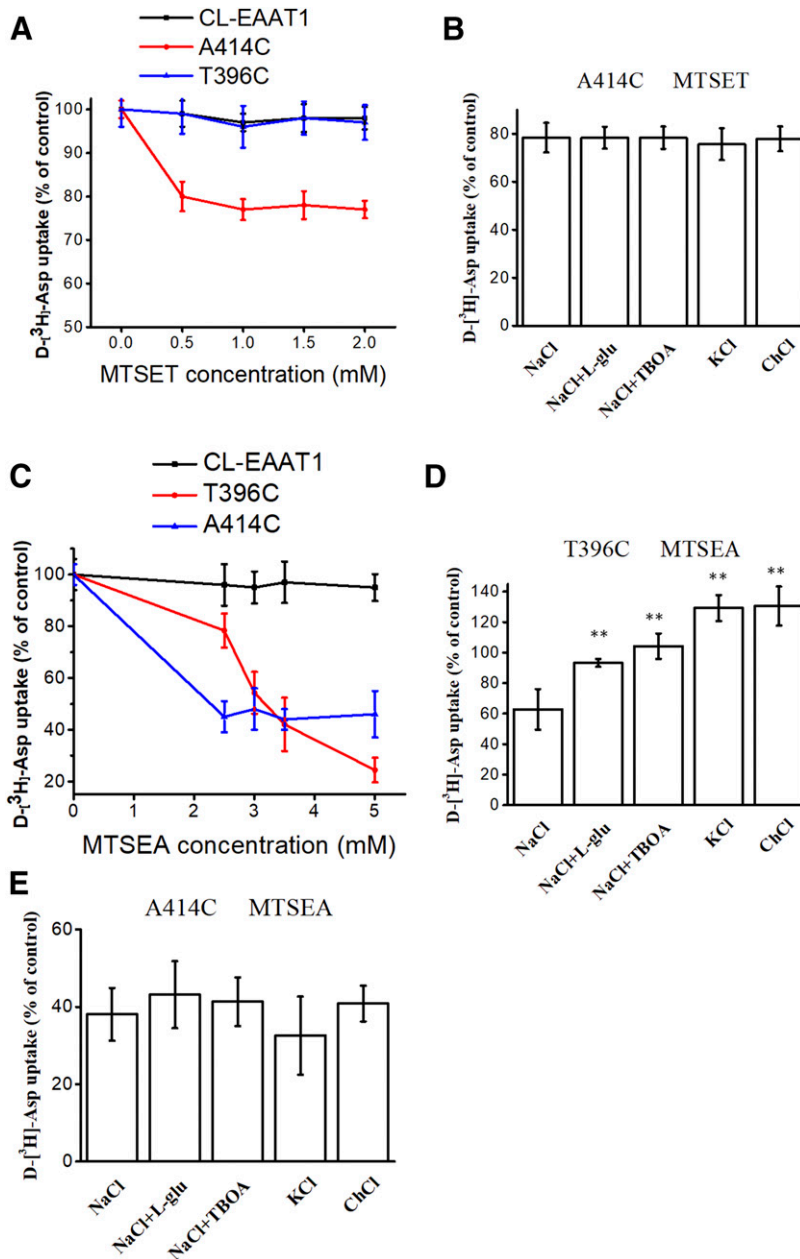 A
CL-EAAT1
A414C
T396C
D-[³H]-Asp uptake (% of control)
100
90
80
70
60
50
0.0 0.5 1.0 1.5 2.0
MTSET concentration (mM)
B
A414C MTSET
D-[³H]-Asp uptake (% of control)
80
60
40
20
0
NaCl
NaCl+L-glu
NaCl+TBOA
KCl
ChCl
C
CL-EAAT1
T396C
A414C
D-[³H]-Asp uptake (% of control)
100
80
60
40
20
0 1 2 3 4 5
MTSEA concentration (mM)
D
T396C MTSEA
D-[³H]-Asp uptake (% of control)
140
120
100
80
60
40
20
0
** ** ** **
NaCl
NaCl+L-glu
NaCl+TBOA
KCl
ChCl
E
A414C MTSEA
D-[³H]-Asp uptake (% of control)
60
40
20
0
NaCl
NaCl+L-glu
NaCl+TBOA
KCl
ChCl